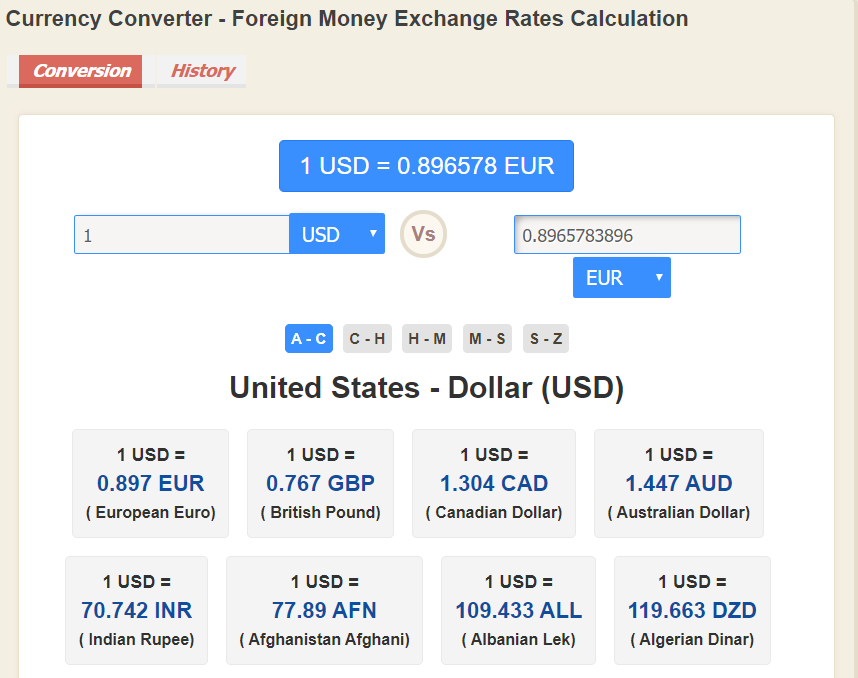 Currency Converter - Foreign Money Exchange Rates Calculation
Conversion History
1 USD = 0.896578 EUR
1 USD Vs 0.8965783896
EUR
A - C C - H H - M M - S S - Z
United States - Dollar (USD)
1 USD = 1 USD = 1 USD = 1 USD =
0.897 EUR 0.767 GBP 1.304 CAD 1.447 AUD
( European Euro) ( British Pound) ( Canadian Dollar) ( Australian Dollar)
1 USD = 1 USD = 1 USD = 1 USD =
70.742 INR 77.89 AFN 109.433 ALL 119.663 DZD
( Indian Rupee) ( Afghanistan Afghani) ( Albanian Lek) ( Algerian Dinar)